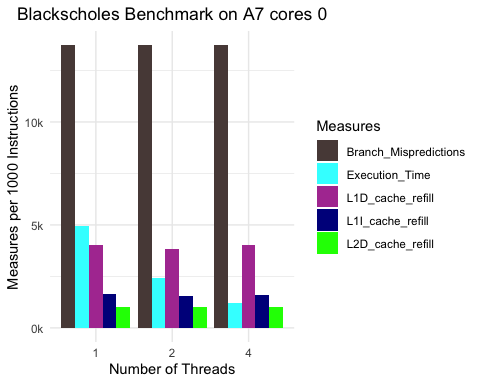 Blackscholes Benchmark on A7 cores 0
Measures per 1000 Instructions
10k
5k
0k
1
2
4
Number of Threads
Measures
Branch_Mispredictions
Execution_Time
L1D_cache_refill
L1I_cache_refill
L2D_cache_refill